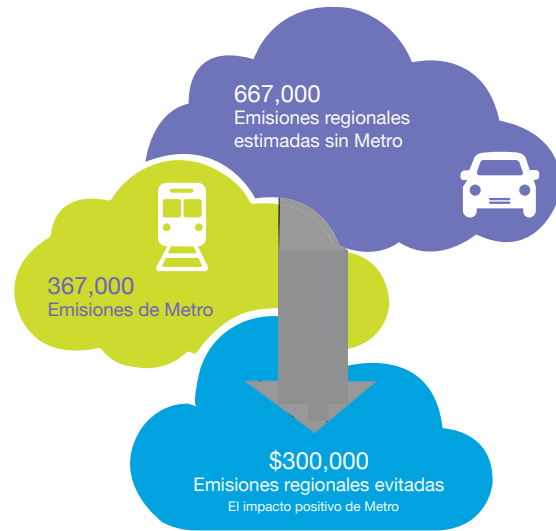 667,000
Emisiones regionales
estimadas sin Metro
367,000
Emisiones de Metro
$300,000
Emisiones regionales evitadas
El impacto positivo de Metro